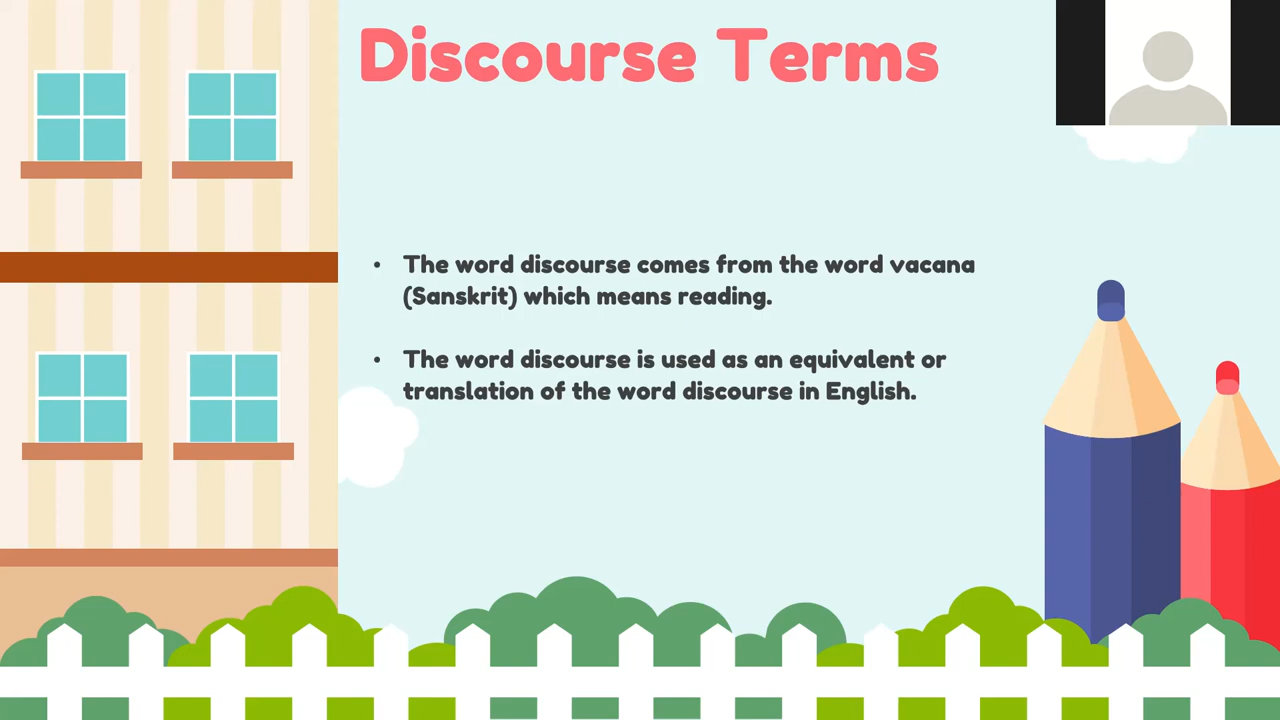 Discourse Terms
• The word discourse comes from the word vacana
(Sanskrit) which means reading.
• The word discourse is used as an equivalent or
translation of the word discourse in English.